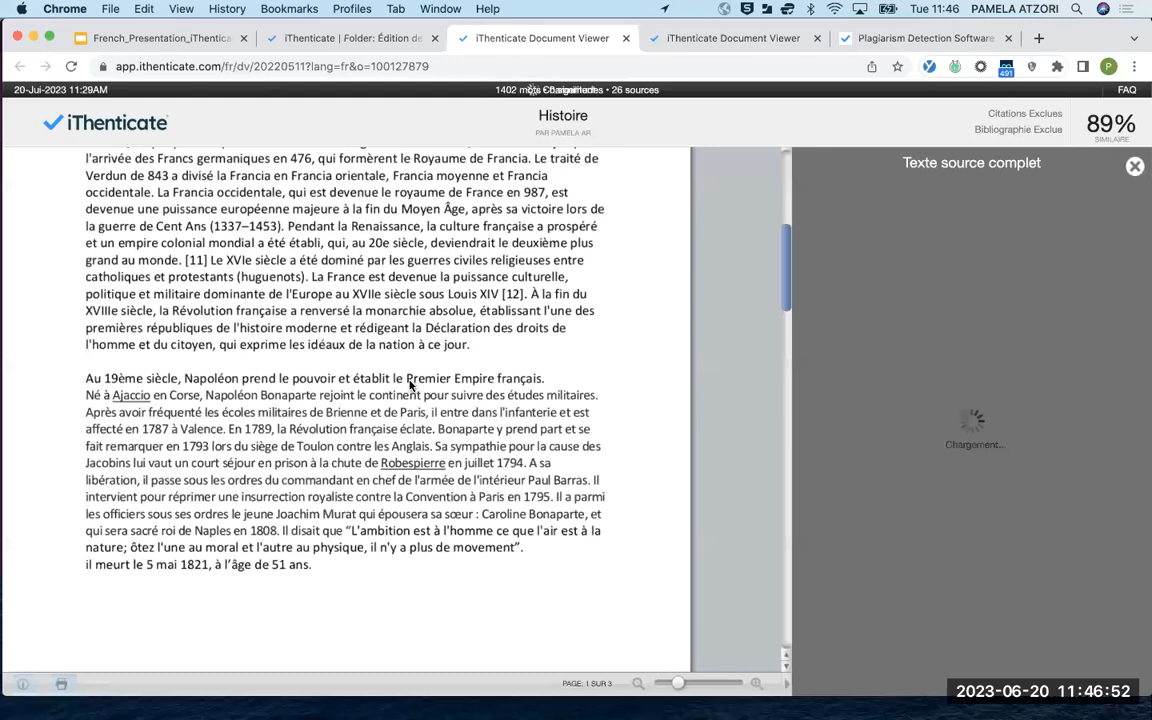 Chrome File Edit View History Bookmarks Profiles Tab Window Help Tue 11:46 PAMELA ATZORI
French_Presentation_iThentica iThenticate | Folder: Édition de iThenticate Document Viewer iThenticate Document Viewer Plagiarism Detection Software
app.ithenticate.com/fr/dv/20220511?lang=fr&o=100127879 491 P
20-Jui-2023 11:29AM 1402 mots • 26 sources FAQ
iThenticate Histoire Citations Exclues 89%
PAR PAMELA AR Bibliographie Exclue SIMILAIRE
l'arrivée des Francs germaniques en 476, qui formèrent le Royaume de Francia. Le traité de
Verdun de 843 a divisé la Francia en Francia orientale, Francia moyenne et Francia
occidentale. La Francia occidentale, qui est devenue le royaume de France en 987, est
devenue une puissance européenne majeure à la fin du Moyen Âge, après sa victoire lors de
la guerre de Cent Ans (1337–1453). Pendant la Renaissance, la culture française a prospéré
et un empire colonial mondial a été établi, qui, au 20e siècle, deviendrait le deuxième plus
grand au monde. [11] Le XVIe siècle a été dominé par les guerres civiles religieuses entre
catholiques et protestants (huguenots). La France est devenue la puissance culturelle,
politique et militaire dominante de l'Europe au XVIIe siècle sous Louis XIV [12]. À la fin du
XVIIIe siècle, la Révolution française a renversé la monarchie absolue, établissant l'une des
premières républiques de l'histoire moderne et rédigeant la Déclaration des droits de
l'homme et du citoyen, qui exprime les idéaux de la nation à ce jour.
Au 19ème siècle, Napoléon prend le pouvoir et établit le Premier Empire français.
Né à Ajaccio en Corse, Napoléon Bonaparte rejoint le continent pour suivre des études militaires.
Après avoir fréquenté les écoles militaires de Brienne et de Paris, il entre dans l'infanterie et est
affecté en 1787 à Valence. En 1789, la Révolution française éclate. Bonaparte y prend part et se
fait remarquer en 1793 lors du siège de Toulon contre les Anglais. Sa sympathie pour la cause des
Jacobins lui vaut un court séjour en prison à la chute de Robespierre en juillet 1794. A sa
libération, il passe sous les ordres du commandant en chef de l'armée de l'intérieur Paul Barras. Il
intervient pour réprimer une insurrection royaliste contre la Convention à Paris en 1795. Il a parmi
les officiers sous ses ordres le jeune Joachim Murat qui épousera sa sœur : Caroline Bonaparte, et
qui sera sacré roi de Naples en 1808. Il disait que “L'ambition est à l'homme ce que l'air est à la
nature; ôtez l'une au moral et l'autre au physique, il n'y a plus de movement”.
il meurt le 5 mai 1821, à l’âge de 51 ans.
Texte source complet
Chargement...
PAGE: 1 SUR 3
2023-06-20 11:46:52